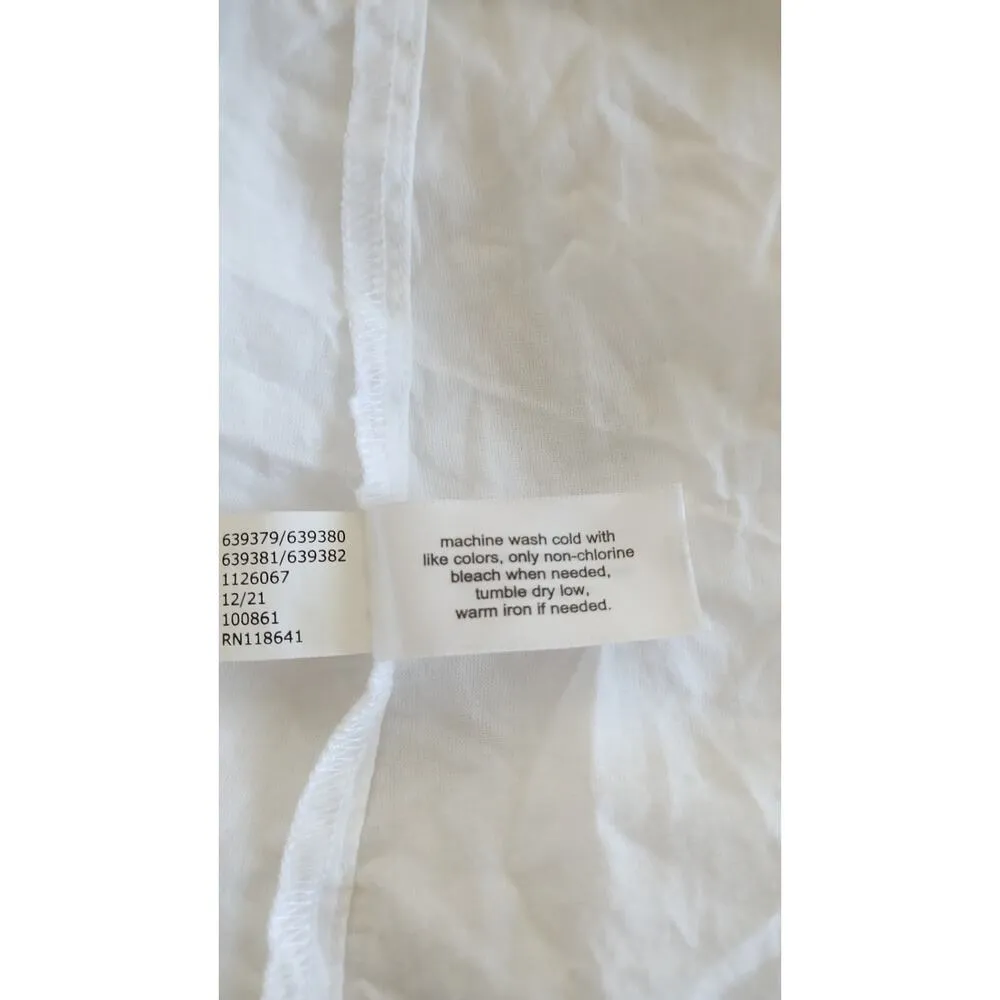 639379/639380
639381/639382
1126067
12/21
100861
RN118641
machine wash cold with
like colors, only non-chlorine
bleach when needed,
tumble dry low,
warm iron if needed.